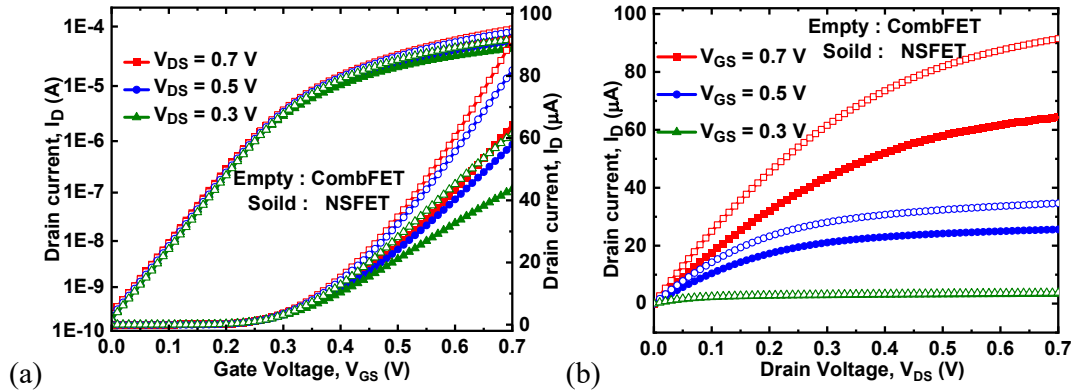 1E-4
1E-5
1E-6
1E-7
1E-8
1E-9
1E-10
Drain current, I_D (A)
V_DS = 0.7 V
V_DS = 0.5 V
V_DS = 0.3 V
Empty : CombFET
Soild : NSFET
100
80
60
40
20
0
Drain current, I_D (µA)
0.0 0.1 0.2 0.3 0.4 0.5 0.6 0.7
Gate Voltage, V_GS (V)
(a)
100
80
60
40
20
0
Drain current, I_D (µA)
Empty : CombFET
Soild : NSFET
V_GS = 0.7 V
V_GS = 0.5 V
V_GS = 0.3 V
0.0 0.1 0.2 0.3 0.4 0.5 0.6 0.7
Drain Voltage, V_DS (V)
(b)